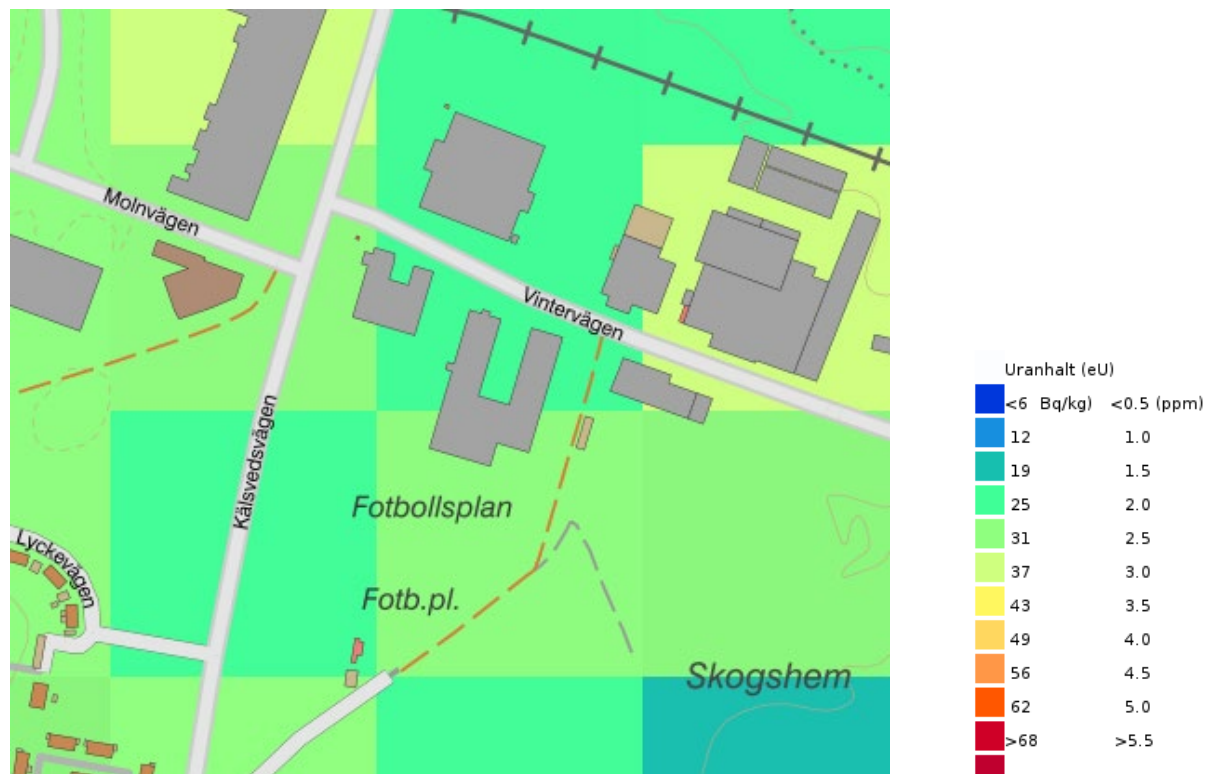 Molnvägen
Vintervägen
Kälsvedsvägen
Fotbollsplan
Lyckevägen
Fotb.pl.
Skogshem
Uranhalt (eU)
<6 Bq/kg) <0.5 (ppm)
12 1.0
19 1.5
25 2.0
31 2.5
37 3.0
43 3.5
49 4.0
56 4.5
62 5.0
>68 >5.5